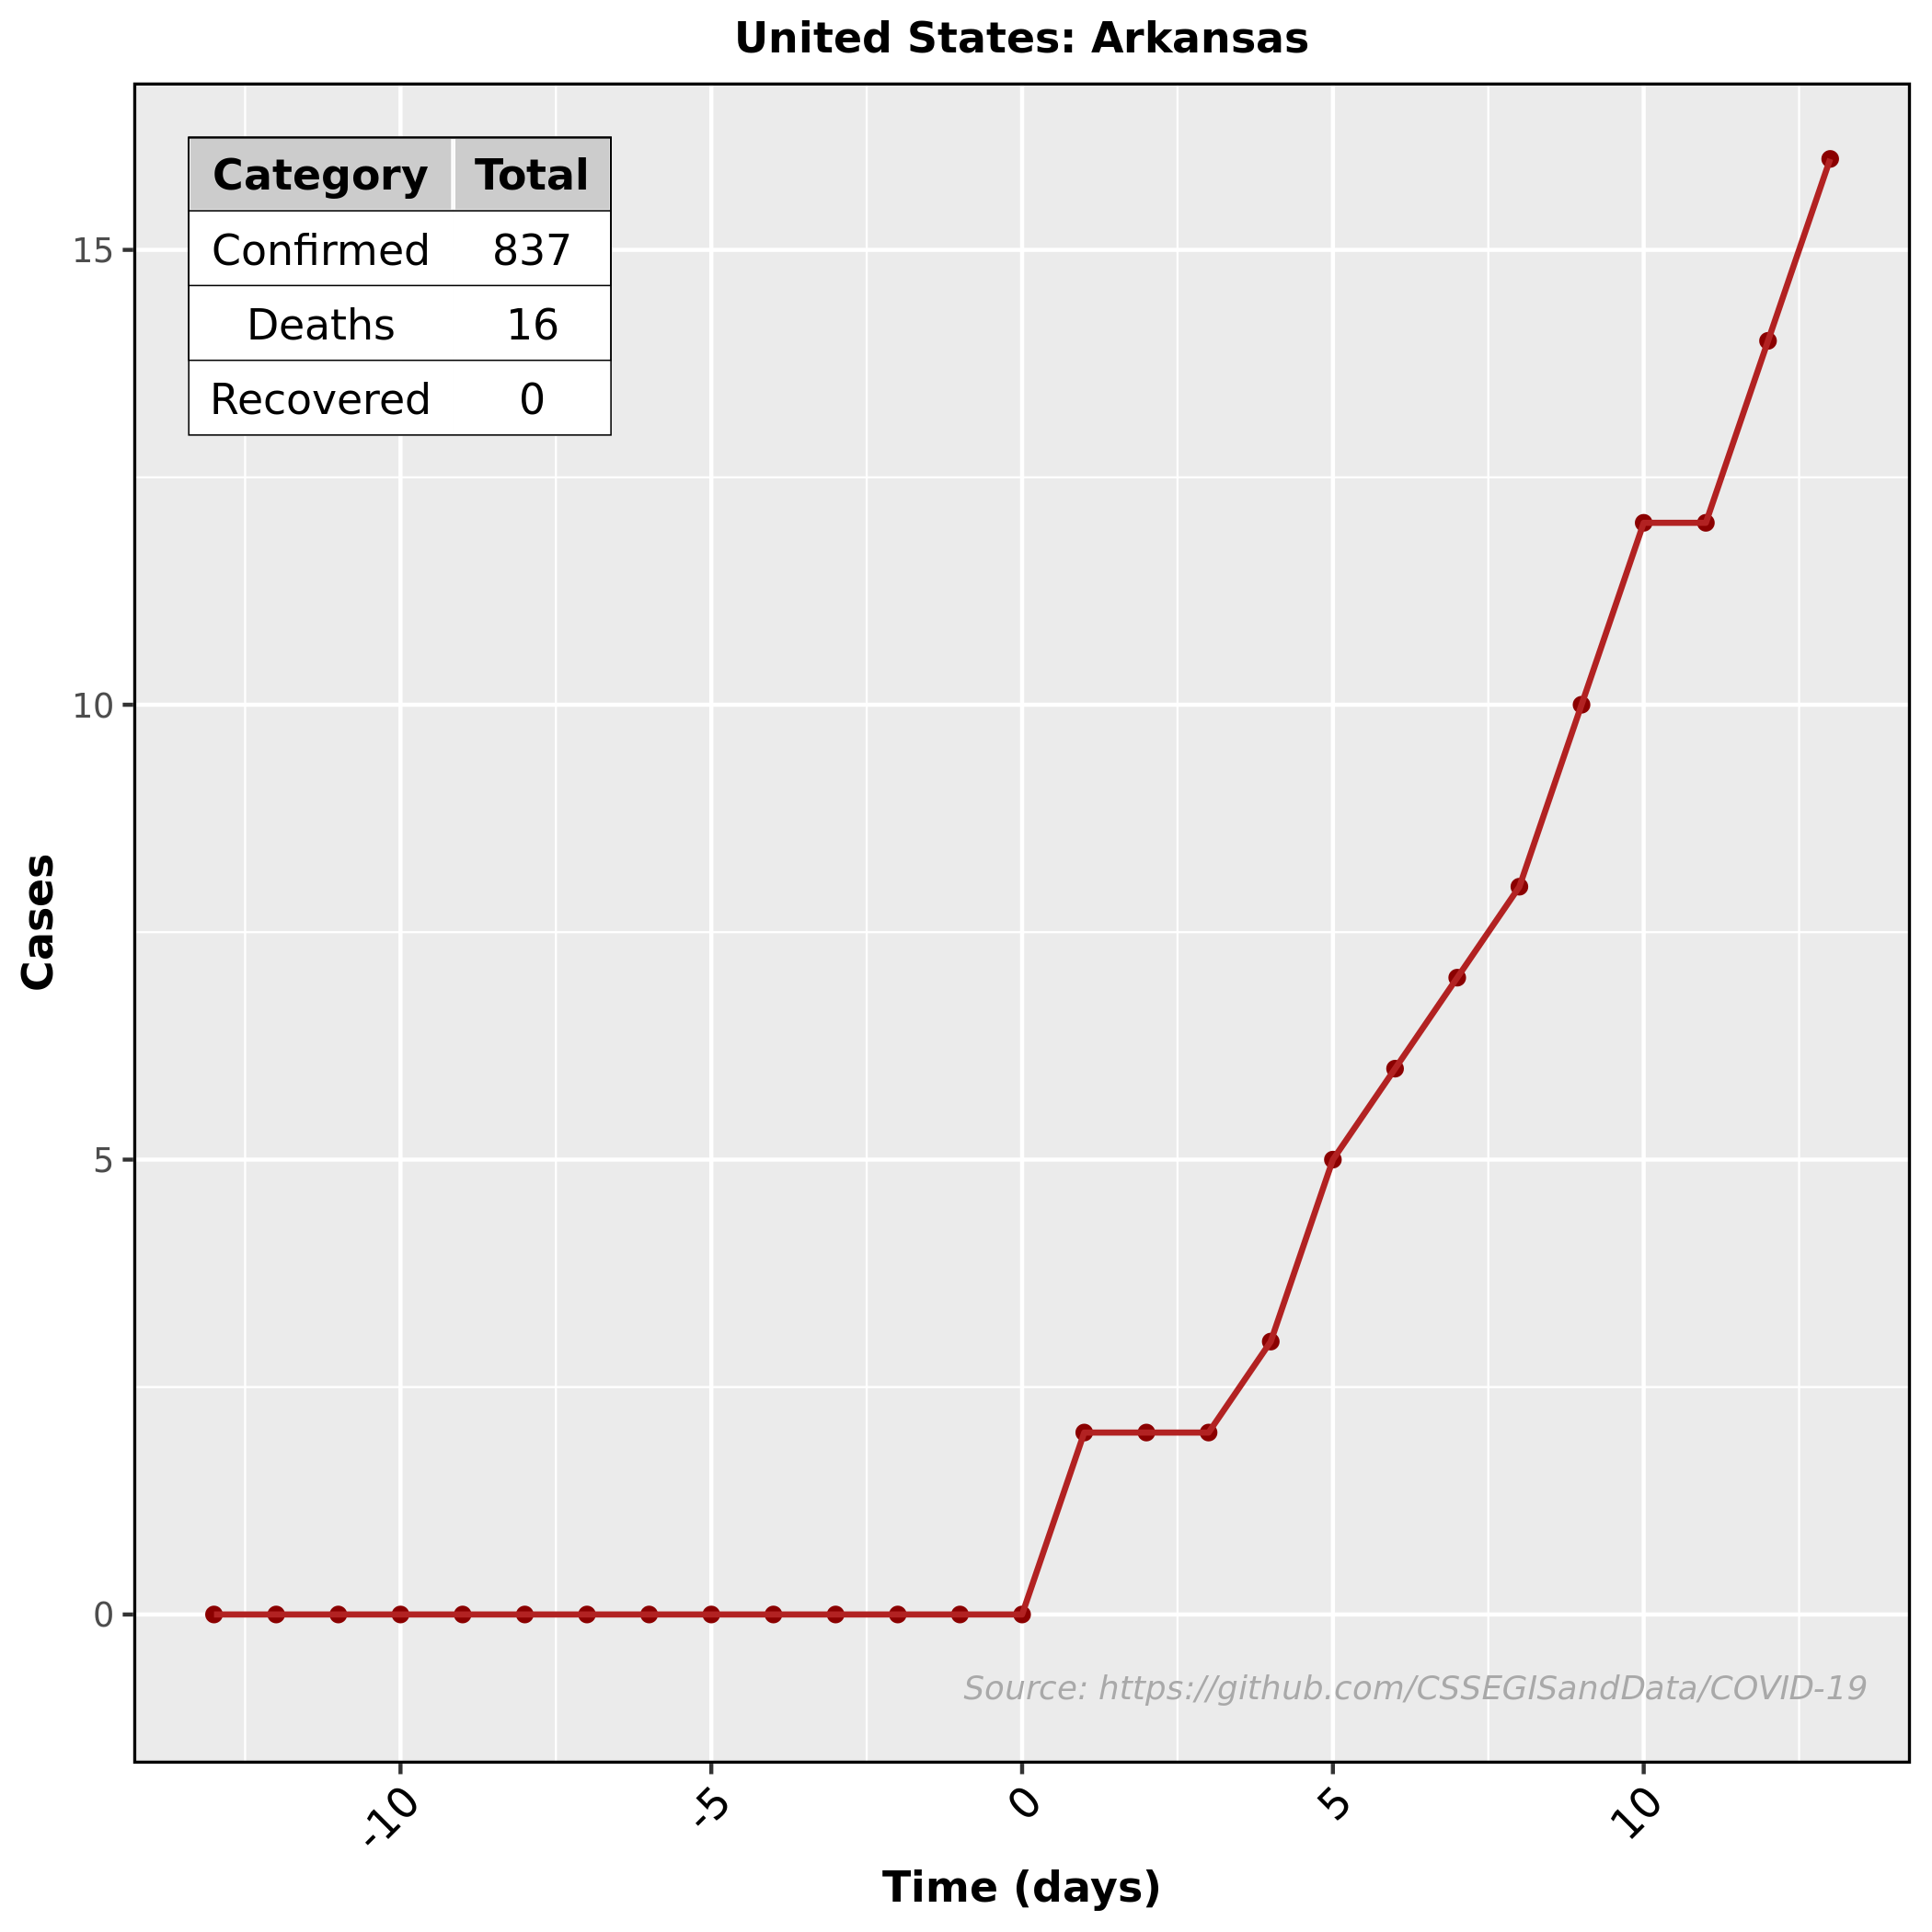 United States: Arkansas
Category Total
Confirmed 837
Deaths 16
Recovered 0
15
10
5
0
Cases
Source: https://github.com/CSSEGISandData/COVID-19
-10 -5 0 5 10
Time (days)